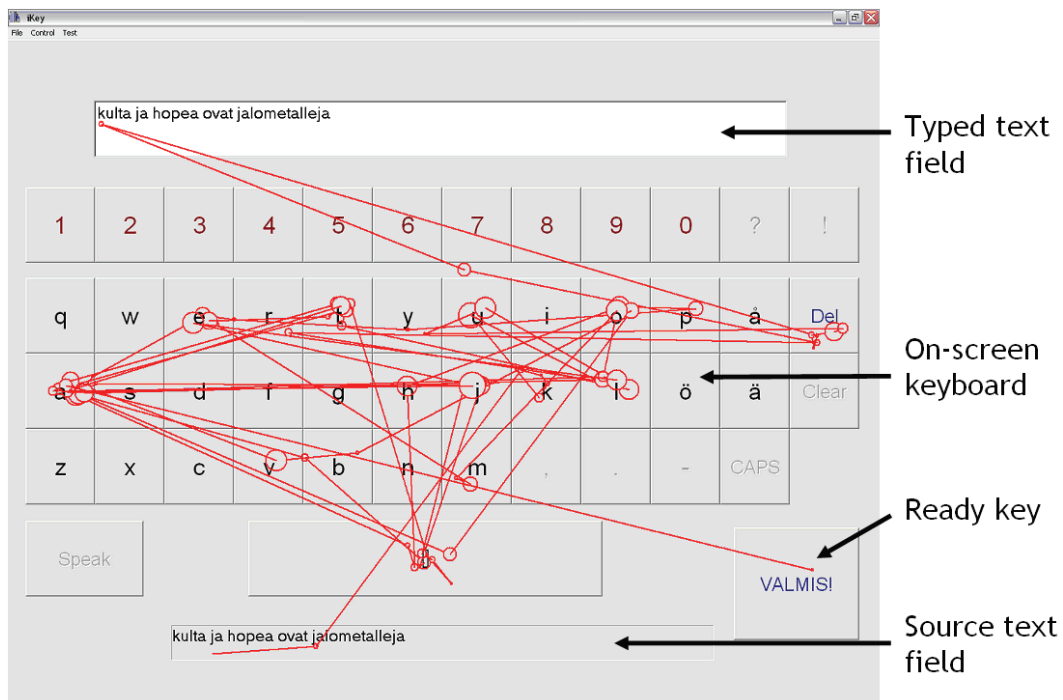 iKey
File Control Test
kulta ja hopea ovat jalometalleja
Typed text
field
1 2 3 4 5 6 7 8 9 0 ? !
q w e r t y u i o p å Del
On-screen
keyboard
a s d f g h j k l ö ä Clear
z x c v b n m , . - CAPS
Ready key
Speak
VALMIS!
kulta ja hopea ovat jalometalleja
Source text
field